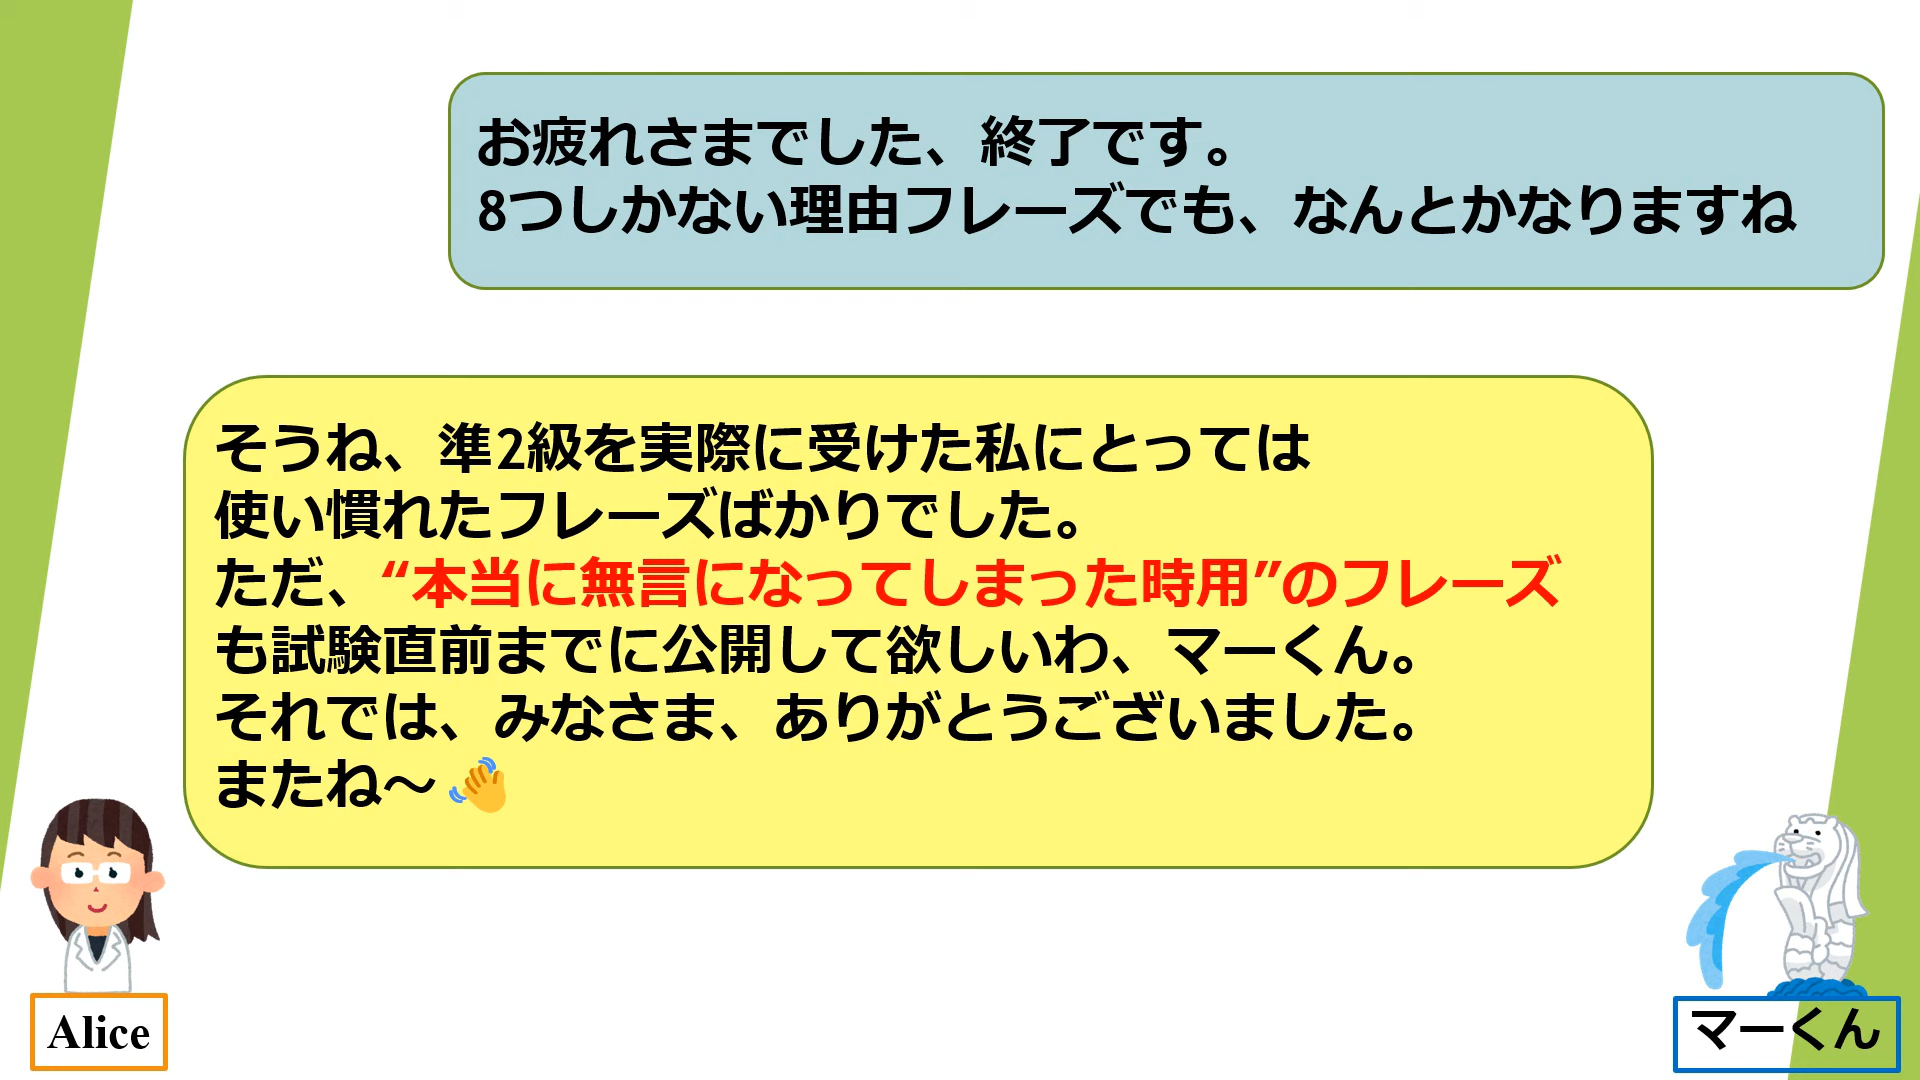 お疲れさまでした、終了です。
8つしかない理由フレーズでも、なんとかなりますね
そうね、準2級を実際に受けた私にとっては
使い慣れたフレーズばかりでした。
ただ、“本当に無言になってしまった時用”のフレーズ
も試験直前までに公開して欲しいわ、マーくん。
それでは、みなさま、ありがとうございました。
またね～👋
Alice
マーくん